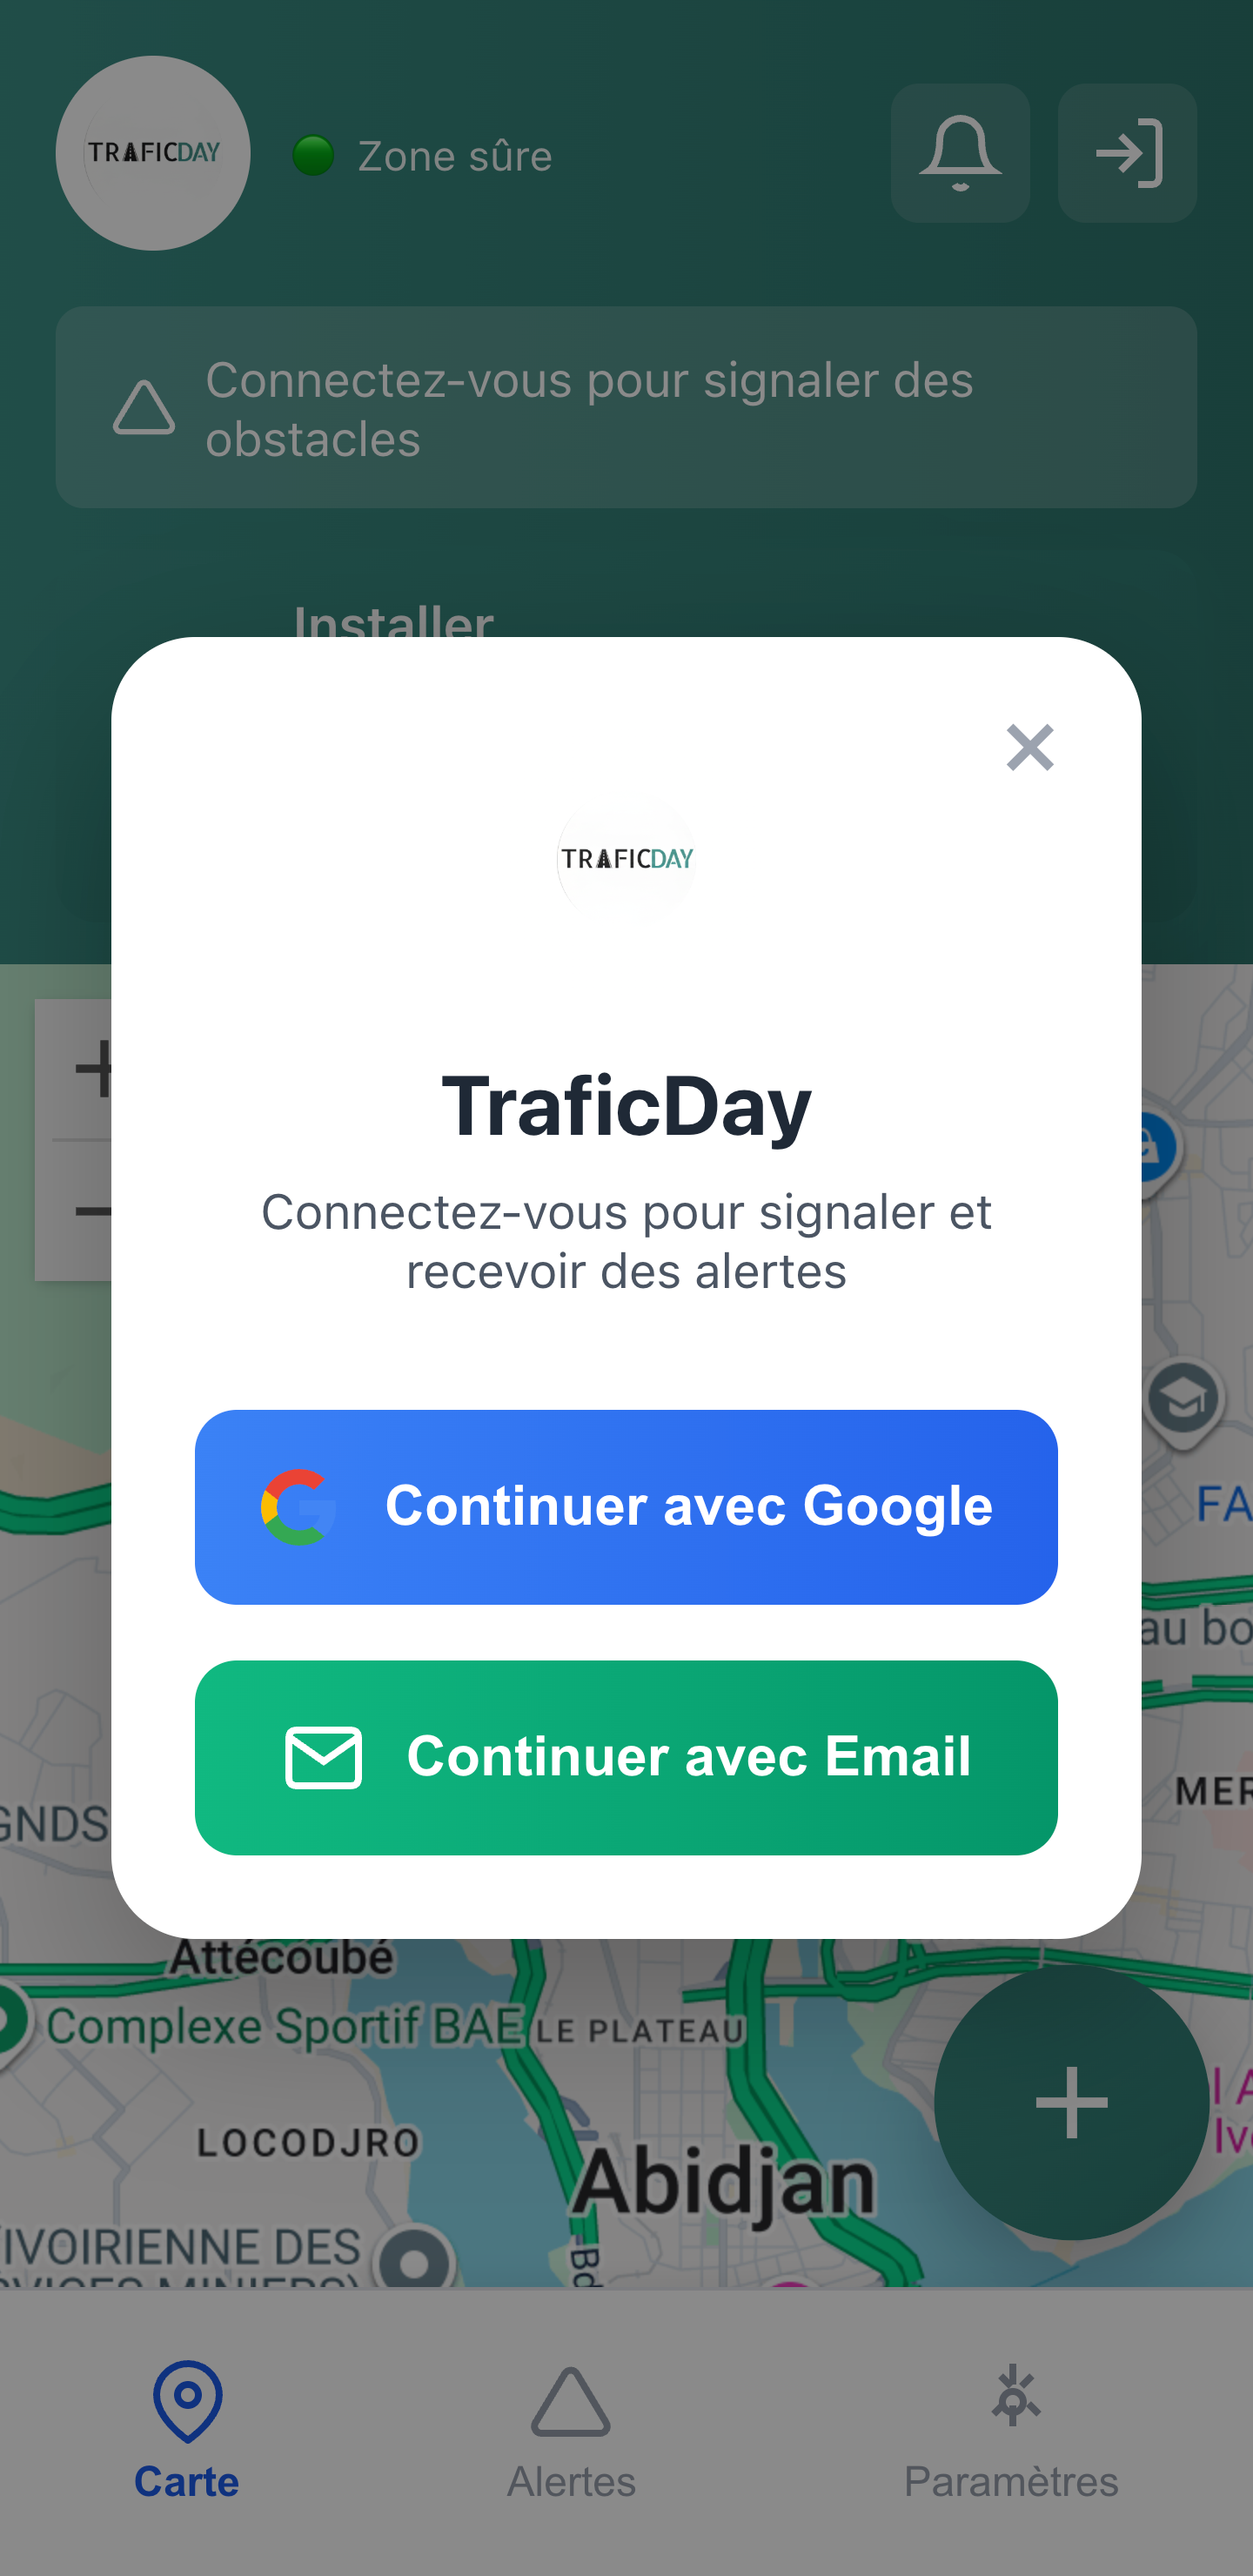 TRAFICDAY
Zone sûre
Connectez-vous pour signaler des
obstacles
Installer
TRAFICDAY
TraficDay
Connectez-vous pour signaler et
recevoir des alertes
Continuer avec Google
Continuer avec Email
FA
au bo
MER
GNDS
Attécoubé
Complexe Sportif BAE
LE PLATEAU
LOCODJRO
Abidjan
I A
Iv
IVOIRIENNE DES
RVICES MINIERS)
Bd
Carte
Alertes
Paramètres